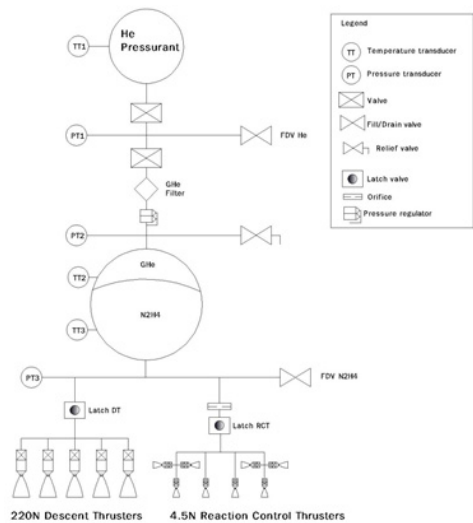 He
Pressurant
TT1
PT1
FDV He
GHe
Filter
PT2
GHe
TT2
N2H4
TT3
PT3
FDV N2H4
Latch DT
Latch RCT
220N Descent Thrusters
4.5N Reaction Control Thrusters
Legend
TT
Temperature transducer
PT
Pressure transducer
Valve
Fill/Drain valve
Relief valve
Latch valve
Orifice
Pressure regulator